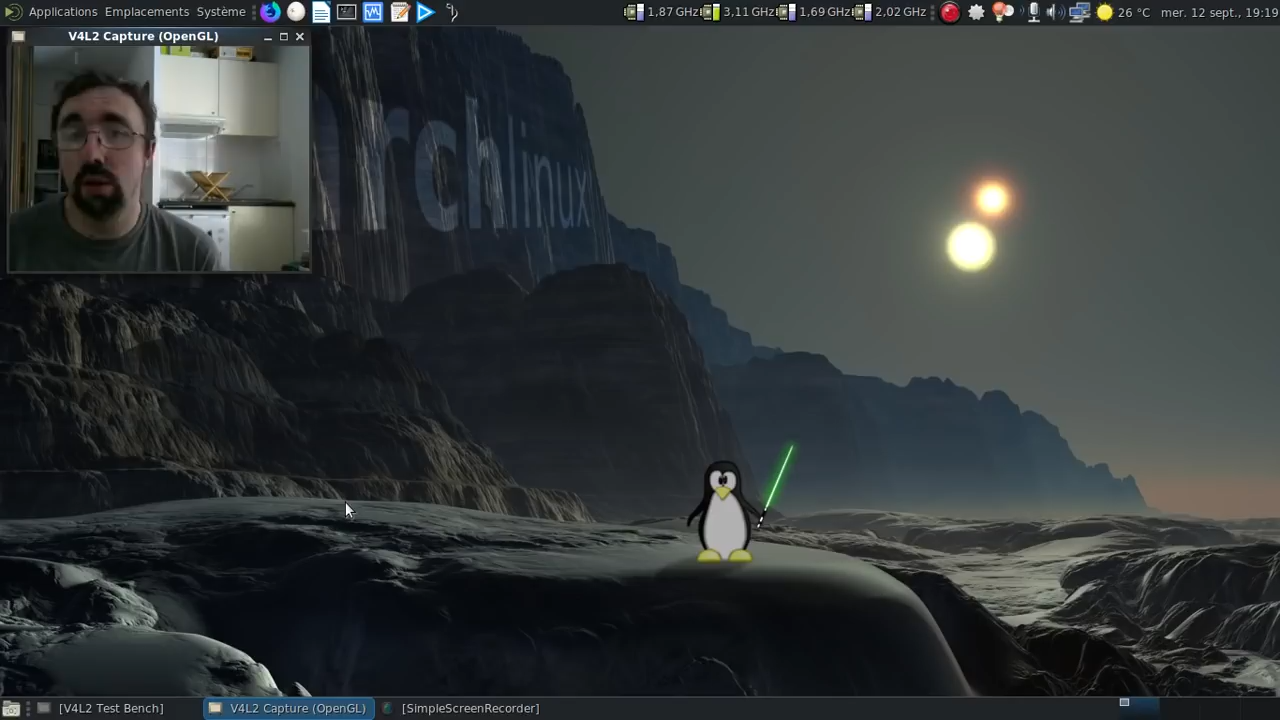 Applications Emplacements Système
1,87 GHz 3,11 GHz 1,69 GHz 2,02 GHz 26 °C mer. 12 sept., 19:19
V4L2 Capture (OpenGL)
archlinux
[V4L2 Test Bench] V4L2 Capture (OpenGL) [SimpleScreenRecorder]